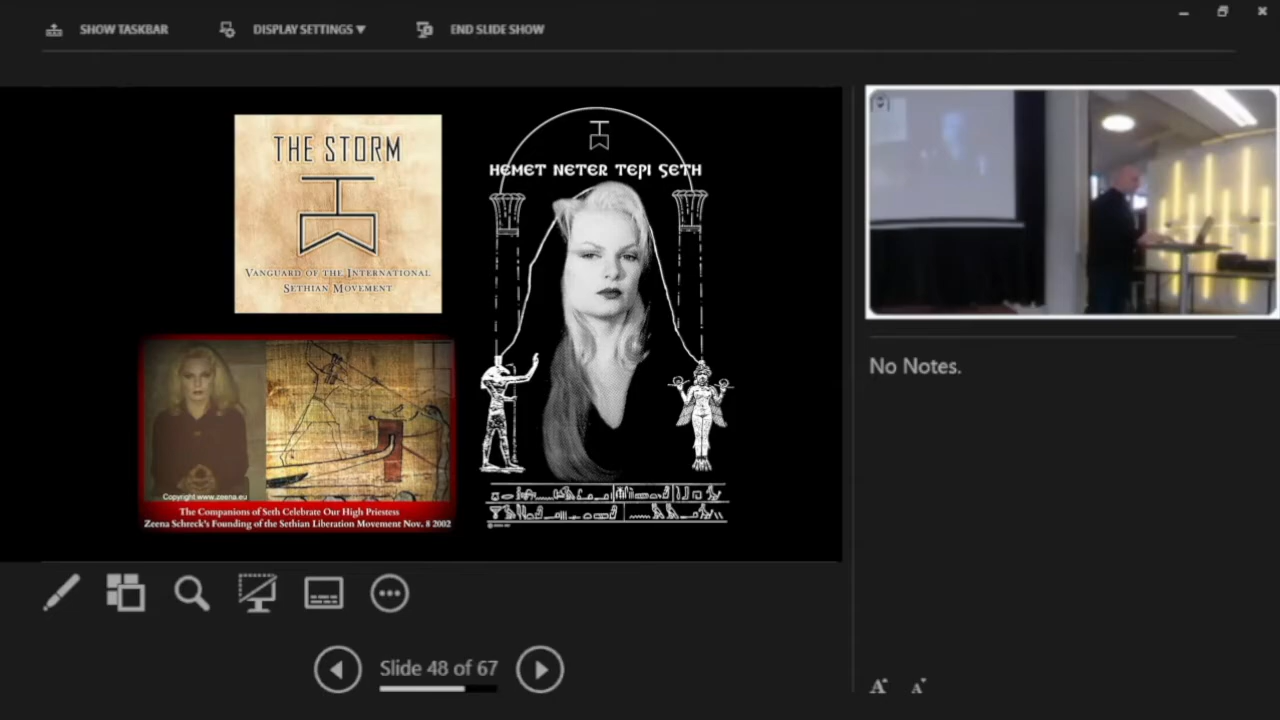 SHOW TASKBAR
DISPLAY SETTINGS ▼
END SLIDE SHOW
THE STORM
VANGUARD OF THE INTERNATIONAL
SETHIAN MOVEMENT
HEMET NETER TEPI SETH
Copyright www.zeena.eu
The Companions of Seth Celebrate Our High Priestess
Zeena Schreck's Founding of the Sethian Liberation Movement Nov. 8 2002
No Notes.
Slide 48 of 67
A A